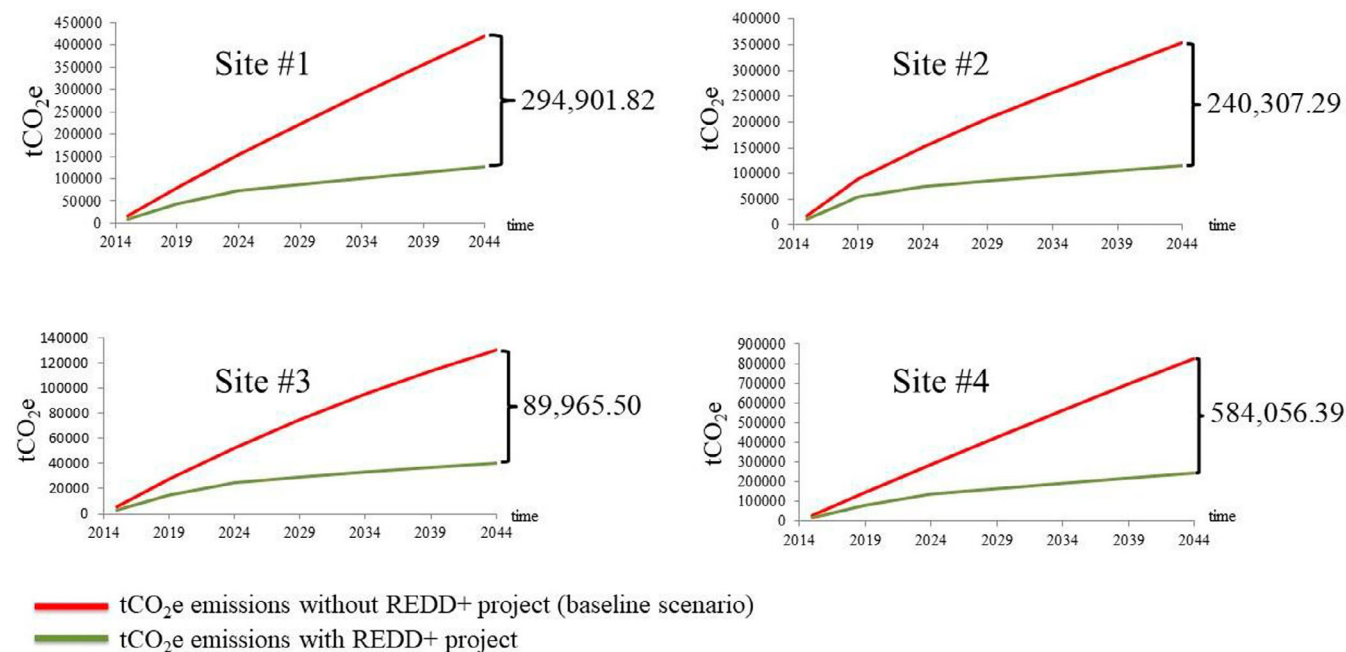 Site #1
tCO₂e
450000
400000
350000
300000
250000
200000
150000
100000
50000
0
2014 2019 2024 2029 2034 2039 2044
time
294,901.82
Site #2
tCO₂e
400000
350000
300000
250000
200000
150000
100000
50000
0
2014 2019 2024 2029 2034 2039 2044
time
240,307.29
Site #3
tCO₂e
140000
120000
100000
80000
60000
40000
20000
0
2014 2019 2024 2029 2034 2039 2044
time
89,965.50
Site #4
tCO₂e
900000
800000
700000
600000
500000
400000
300000
200000
100000
0
2014 2019 2024 2029 2034 2039 2044
time
584,056.39
tCO₂e emissions without REDD+ project (baseline scenario)
tCO₂e emissions with REDD+ project